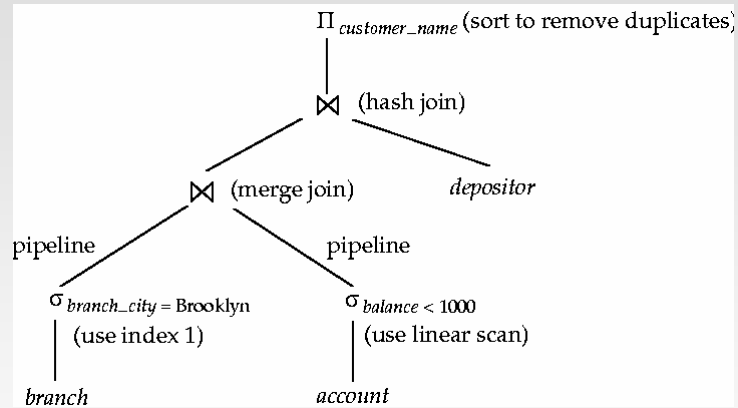 Π customer_name (sort to remove duplicates)
⋈ (hash join)
⋈ (merge join)
depositor
pipeline
pipeline
σ branch_city = Brooklyn
σ balance < 1000
(use index 1)
(use linear scan)
branch
account